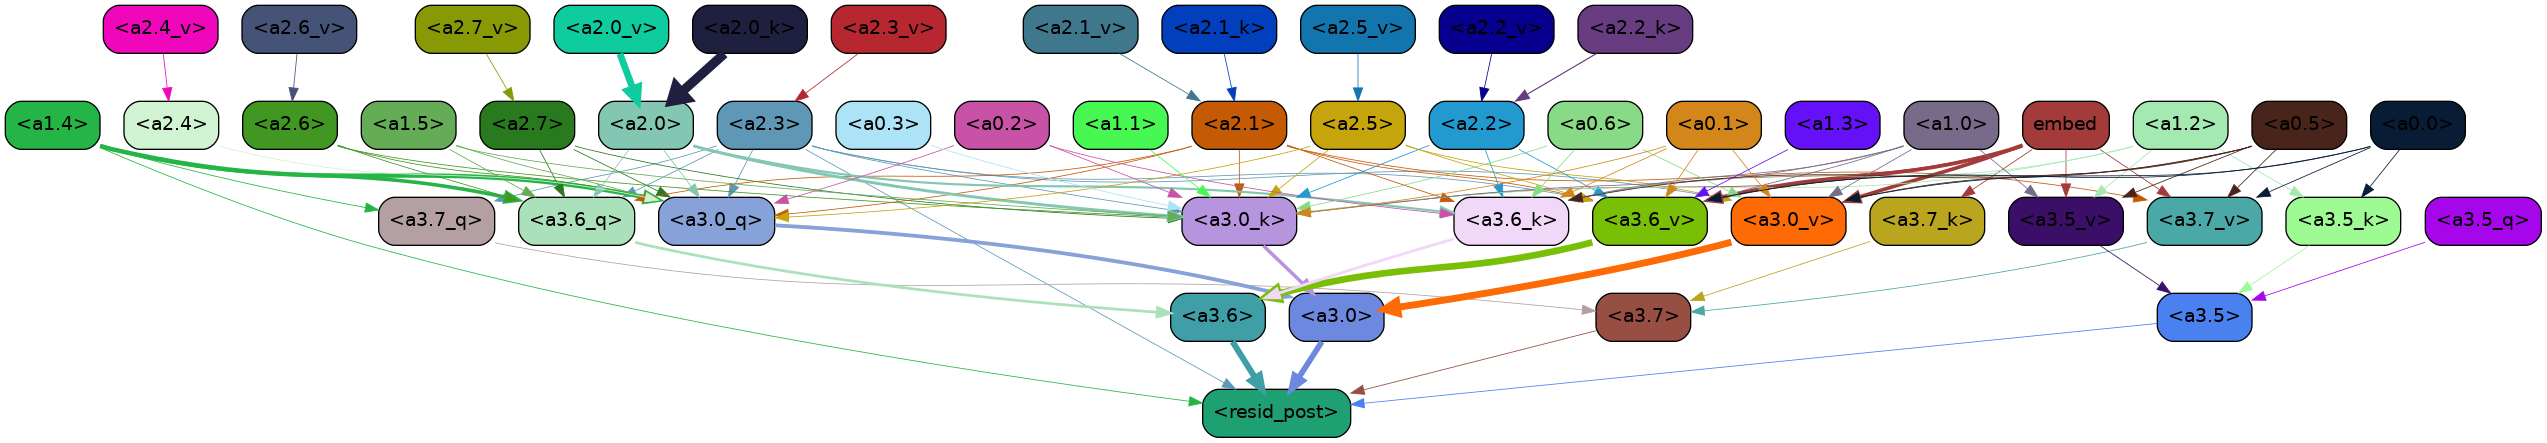 <a2.4_v> <a2.6_v> <a2.7_v> <a2.0_v> <a2.0_k> <a2.3_v> <a2.1_v> <a2.1_k> <a2.5_v> <a2.2_v> <a2.2_k>
<a1.4> <a2.4> <a2.6> <a1.5> <a2.7> <a2.0> <a2.3> <a0.3> <a0.2> <a1.1> <a2.1> <a2.5> <a2.2> <a0.6> <a0.1> <a1.3> <a1.0> embed <a1.2> <a0.5> <a0.0>
<a3.7_q> <a3.6_q> <a3.0_q> <a3.0_k> <a3.6_k> <a3.6_v> <a3.0_v> <a3.7_k> <a3.5_v> <a3.7_v> <a3.5_k> <a3.5_q>
<a3.6> <a3.0> <a3.7> <a3.5>
<resid_post>